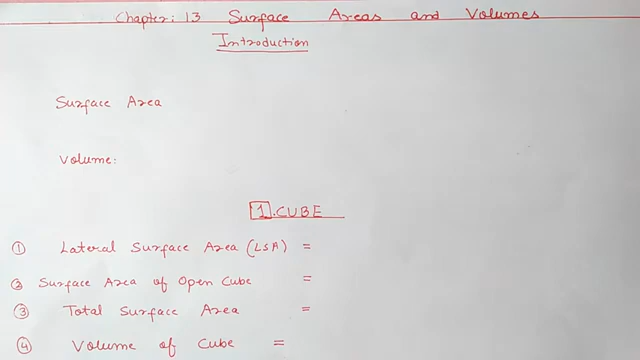 Chapter: 13 Surface Areas and Volumes
Introduction
Surface Area
Volume:
1. CUBE
① Lateral Surface Area (LSA) =
② Surface Area of Open Cube =
③ Total Surface Area =
④ Volume of Cube =